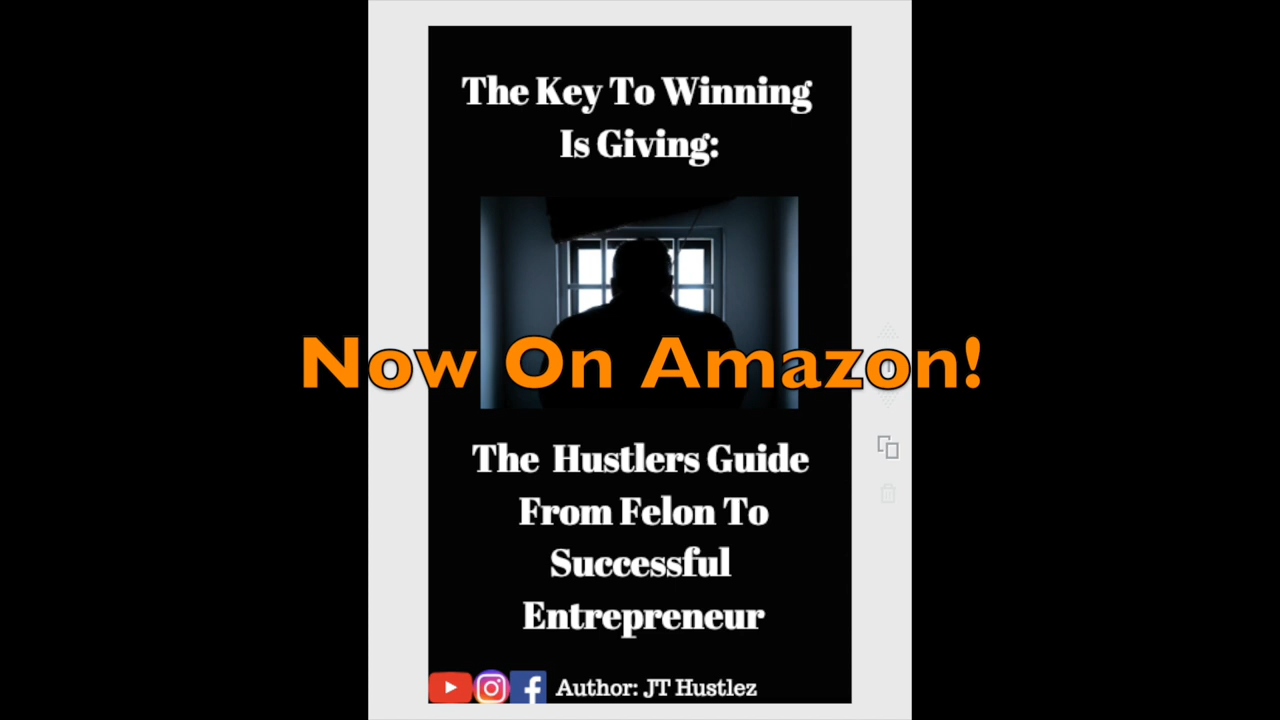 The Key To Winning
Is Giving:
Now On Amazon!
The Hustlers Guide
From Felon To
Successful
Entrepreneur
Author: JT Hustlez